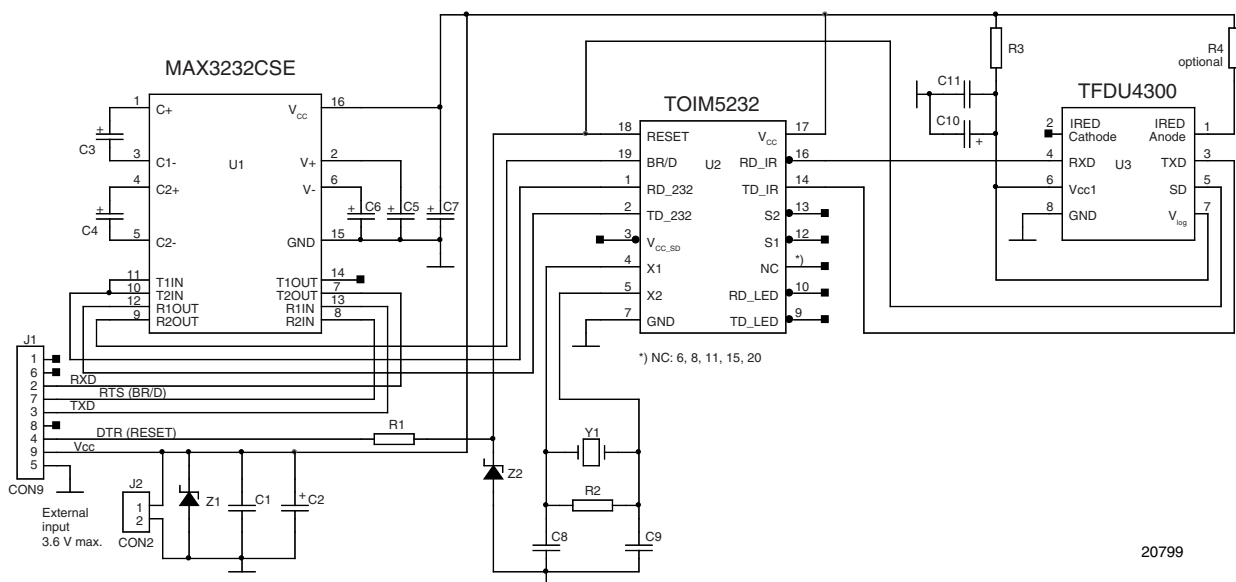 MAX3232CSE
1
C+
VCC
16
C3
+
3
C1-
U1
V+
2
4
C2+
V-
6
C4
+
5
C2-
GND
15
+
C6
+
C5
+
C7
11
T1IN
T1OUT
14
10
T2IN
T2OUT
7
12
R1OUT
R1IN
13
9
R2OUT
R2IN
8
TOIM5232
18
RESET
VCC
17
19
BR/D
U2
RD_IR
16
1
RD_232
TD_IR
14
2
TD_232
S2
13
3
VCC_SD
S1
12
4
X1
NC
*)
5
X2
RD_LED
10
7
GND
TD_LED
9
*) NC: 6, 8, 11, 15, 20
R3
R4
optional
C11
C10
+
TFDU4300
2
IRED
Cathode
IRED
Anode
1
4
RXD
U3
TXD
3
6
Vcc1
SD
5
8
GND
Vlog
7
J1
1
6
2
RXD
7
RTS (BR/D)
3
TXD
8
4
DTR (RESET)
R1
9
Vcc
5
CON9
External
input
3.6 V max.
J2
1
2
CON2
Z1
C1
+
C2
Z2
Y1
R2
C8
C9
20799